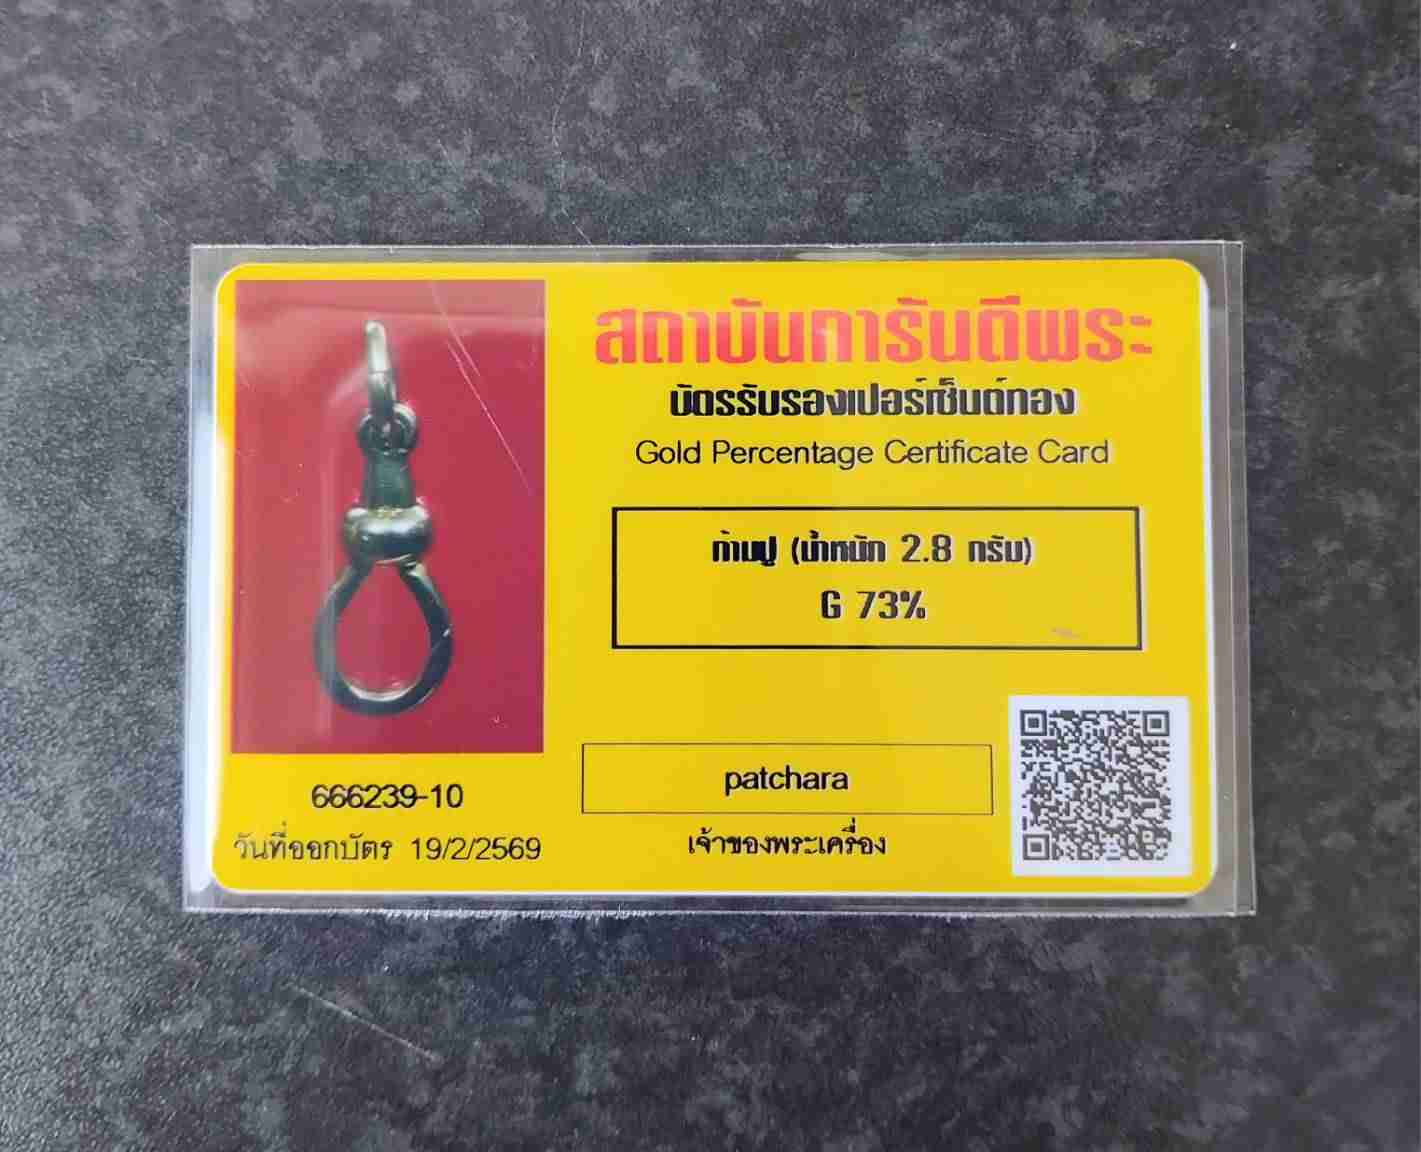 สถาบันการันตีพระ
บัตรรับรองเปอร์เซ็นต์ทอง
Gold Percentage Certificate Card
ก้ามปู (น้ำหนัก 2.8 กรัม)
G 73%
patchara
เจ้าของพระเครื่อง
666239-10
วันที่ออกบัตร 19/2/2569